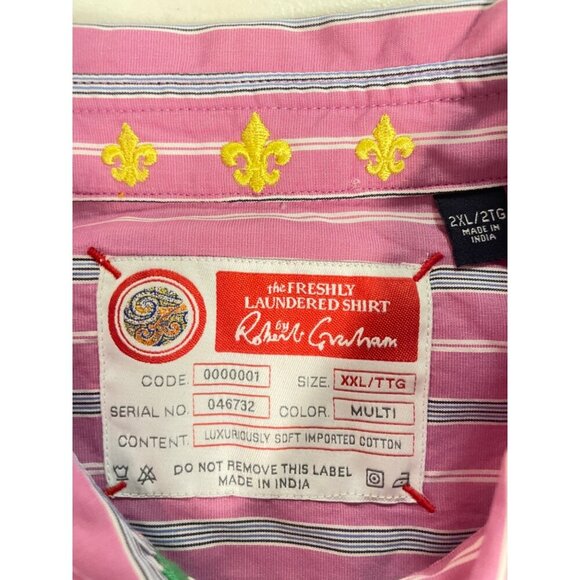 2XL/2TG
MADE IN
INDIA
the FRESHLY
LAUNDERED SHIRT
by
Robert Graham
CODE. 0000001 SIZE. XXL/TTG
SERIAL NO. 046732 COLOR. MULTI
CONTENT. LUXURIOUSLY SOFT IMPORTED COTTON
DO NOT REMOVE THIS LABEL
MADE IN INDIA